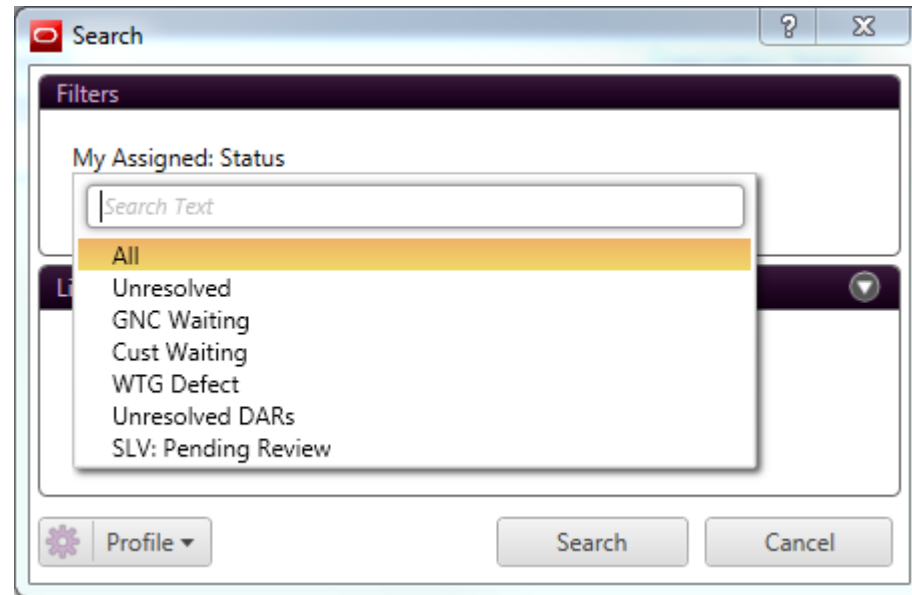 Search
Filters
My Assigned: Status
Search Text
All
Unresolved
GNC Waiting
Cust Waiting
WTG Defect
Unresolved DARs
SLV: Pending Review
Profile
Search
Cancel